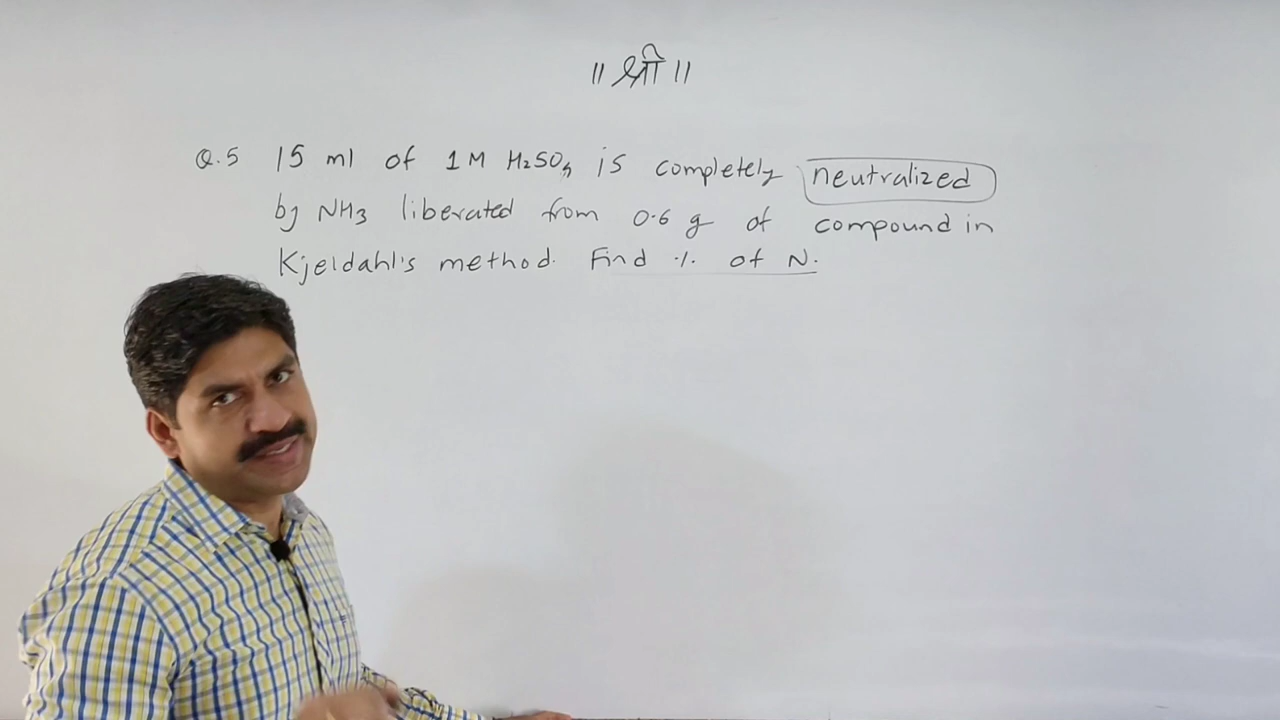 ॥ श्री ॥
Q.5 15 ml of 1M H₂SO₄ is completely neutralized
by NH₃ liberated from 0.6 g of compound in
Kjeldahl's method. Find % of N.